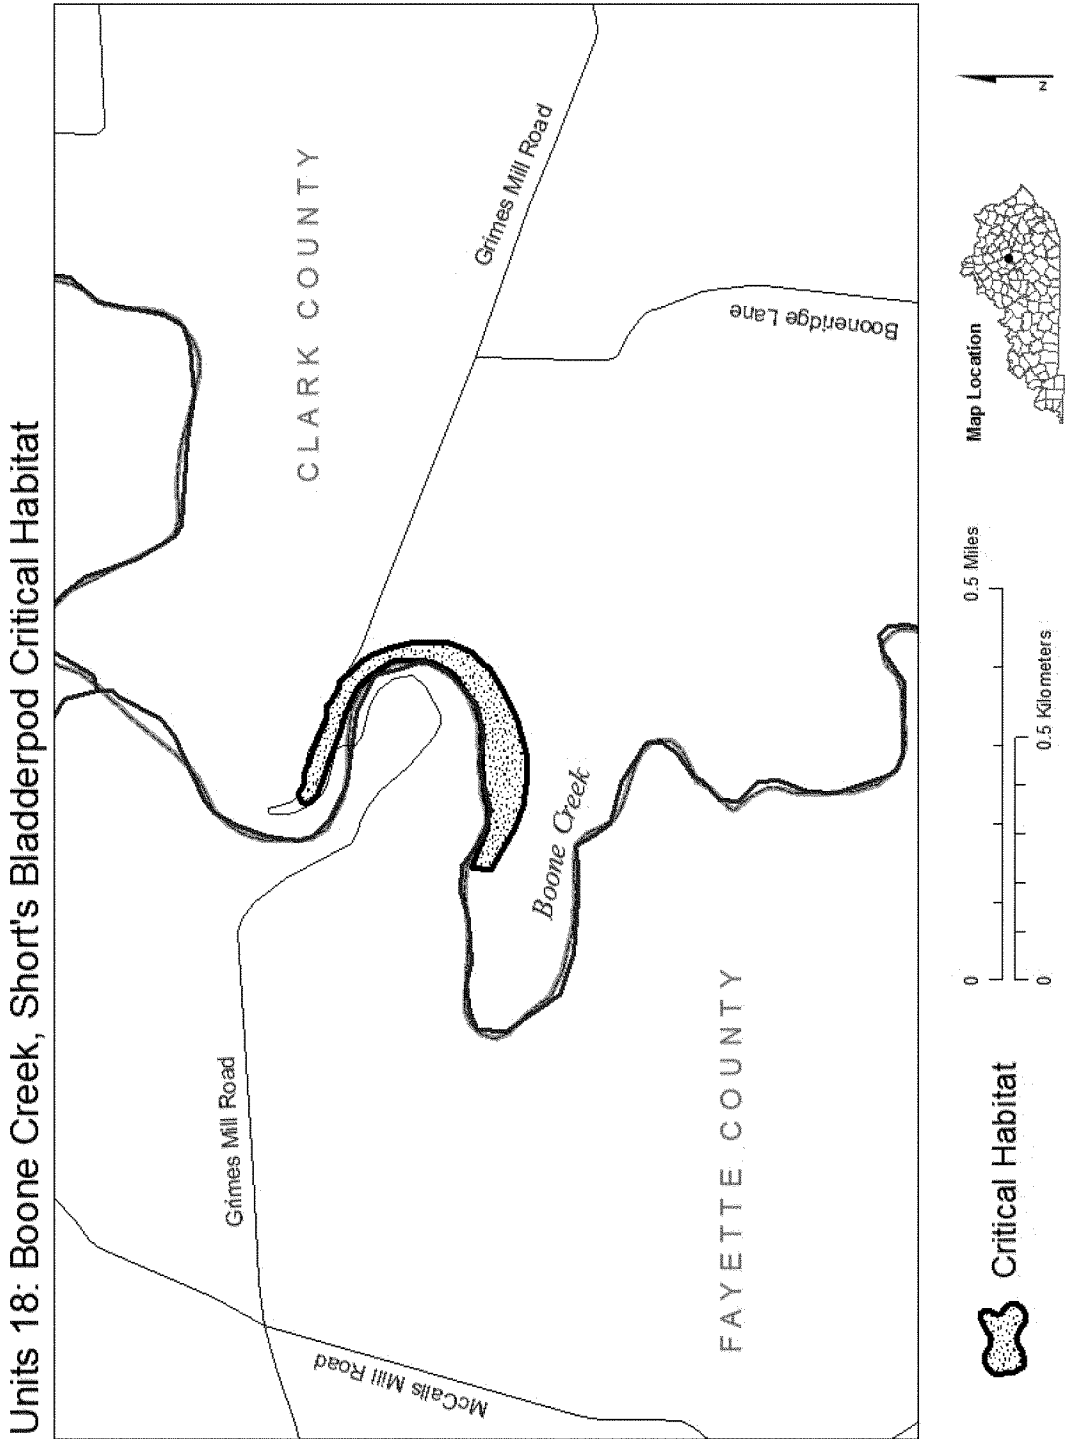 Units 18: Boone Creek, Short's Bladderpod Critical Habitat
CLARK COUNTY
Grimes Mill Road
Grimes Mill Road
Booneridge Lane
Boone Creek
McCalls Mill Road
FAYETTE COUNTY
Critical Habitat
0 0.5 Miles
0 0.5 Kilometers
Map Location
N